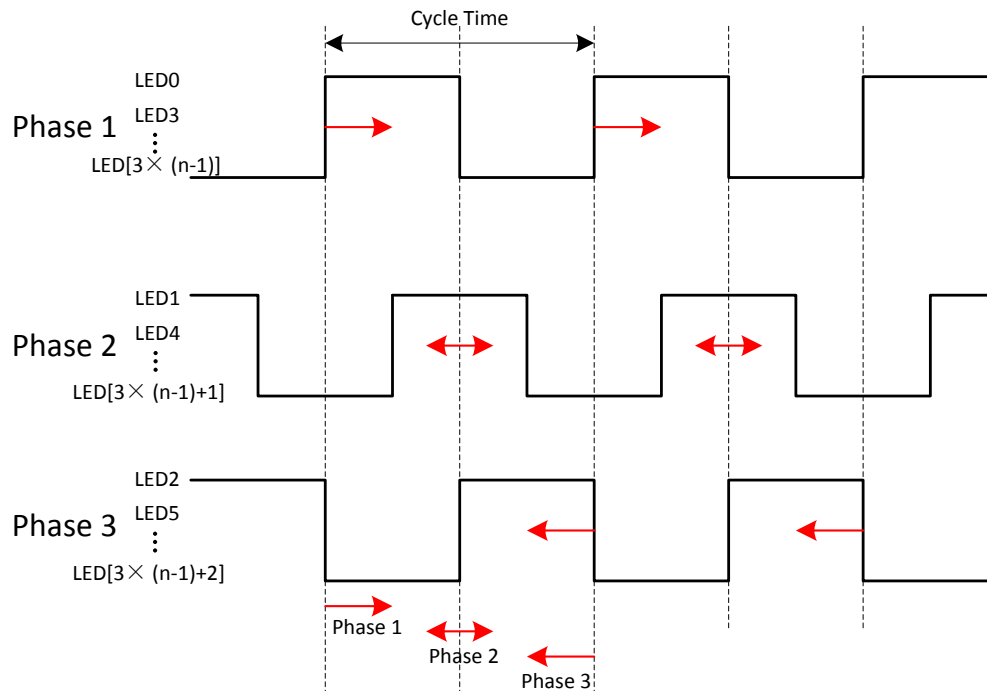 Cycle Time
LED0
LED3
Phase 1
LED[3× (n-1)]
LED1
LED4
Phase 2
LED[3× (n-1)+1]
LED2
LED5
Phase 3
LED[3× (n-1)+2]
Phase 1
Phase 2
Phase 3